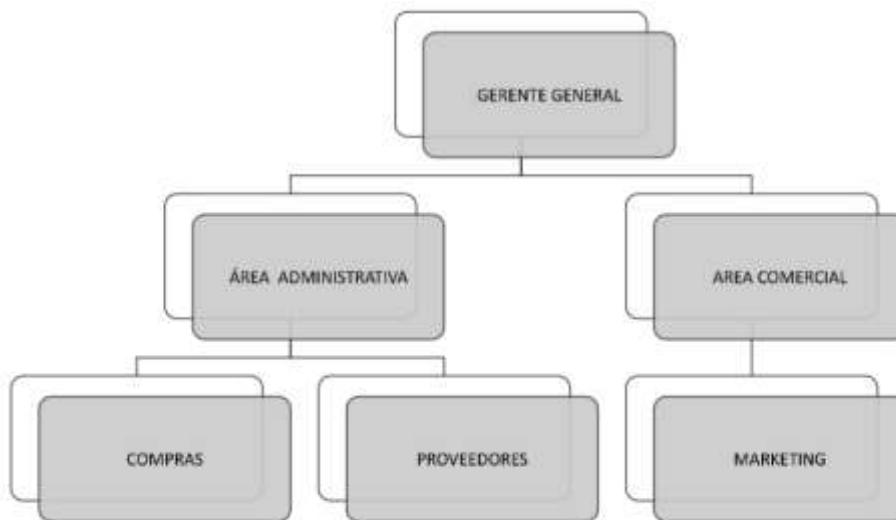 GERENTE GENERAL
ÁREA ADMINISTRATIVA
AREA COMERCIAL
COMPRAS
PROVEEDORES
MARKETING